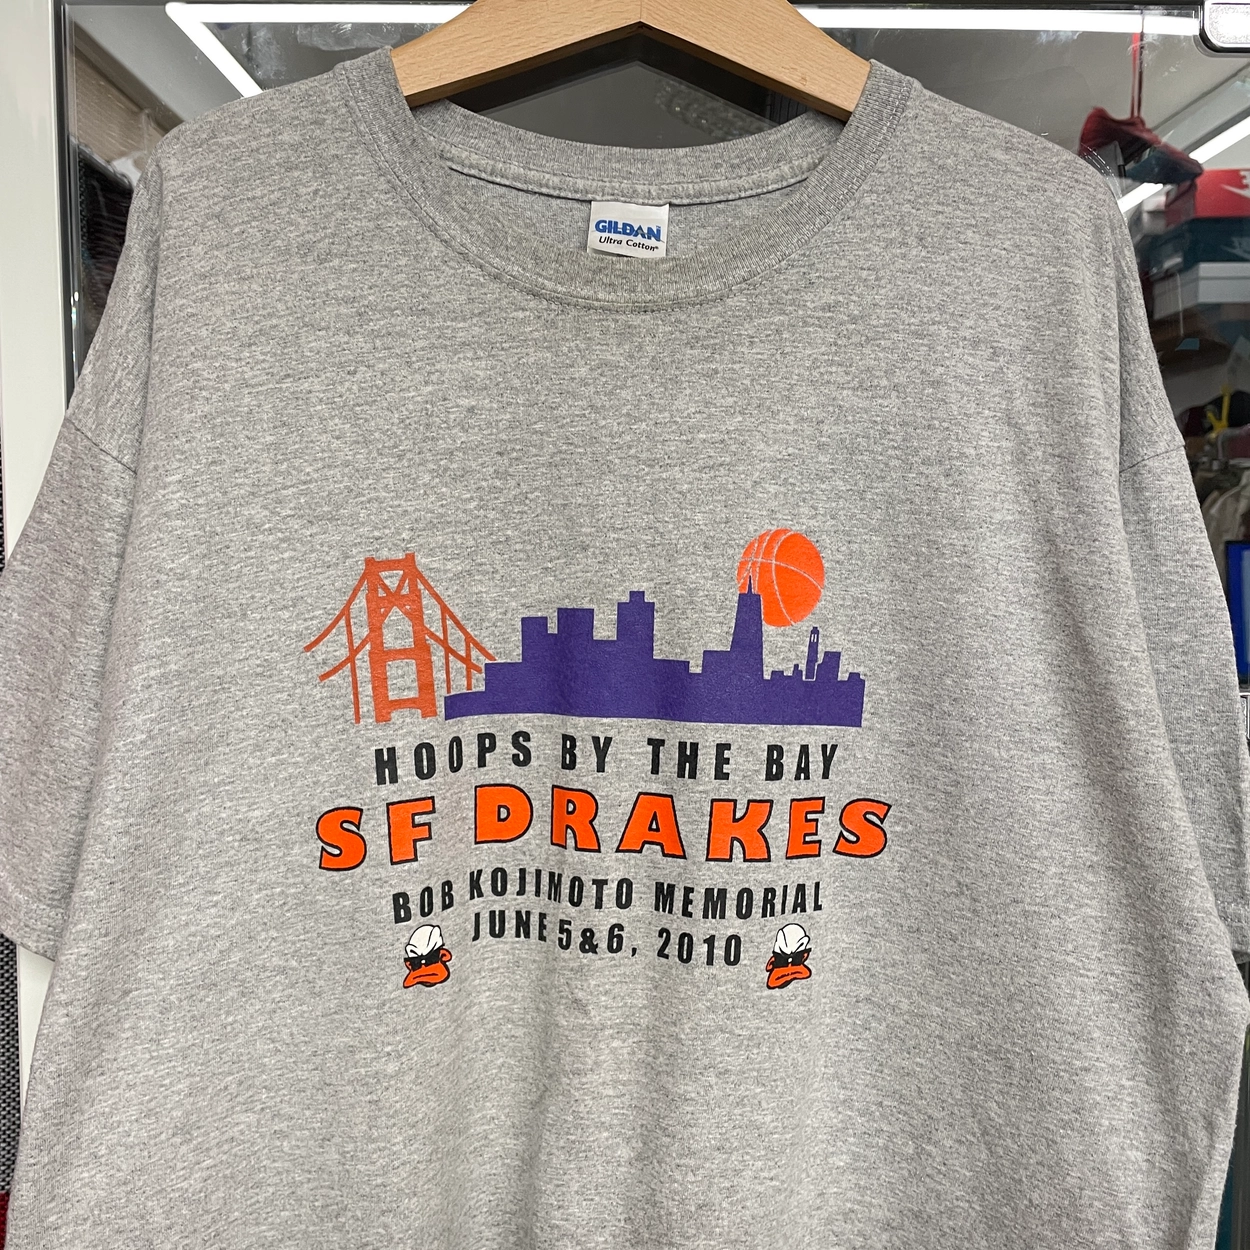 GILDAN
Ultra Cotton®
HOOPS BY THE BAY
SF DRAKES
BOB KOJIMOTO MEMORIAL
JUNE 5 & 6, 2010